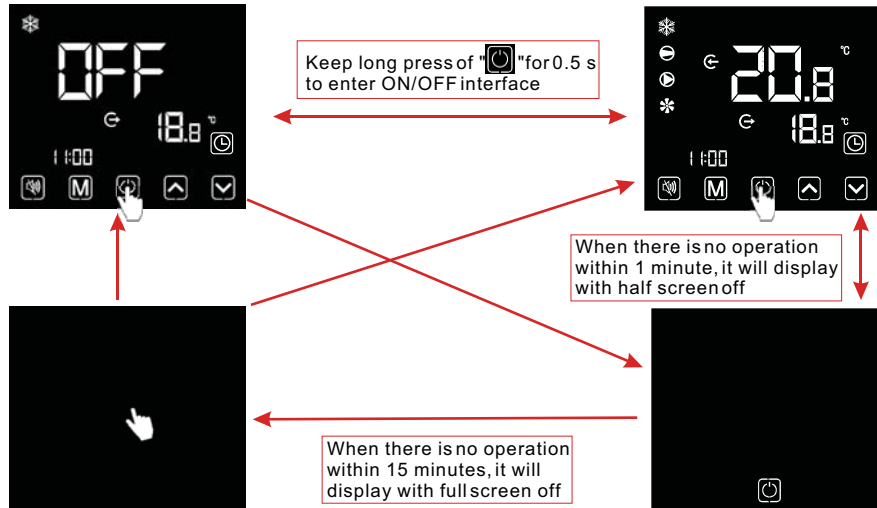 OFF
18.8 °C
11:00
M
Keep long press of " "for 0.5 s
to enter ON/OFF interface
20.8 °C
18.8 °C
11:00
M
When there is no operation
within 1 minute, it will display
with half screen off
When there is no operation
within 15 minutes, it will
display with full screen off